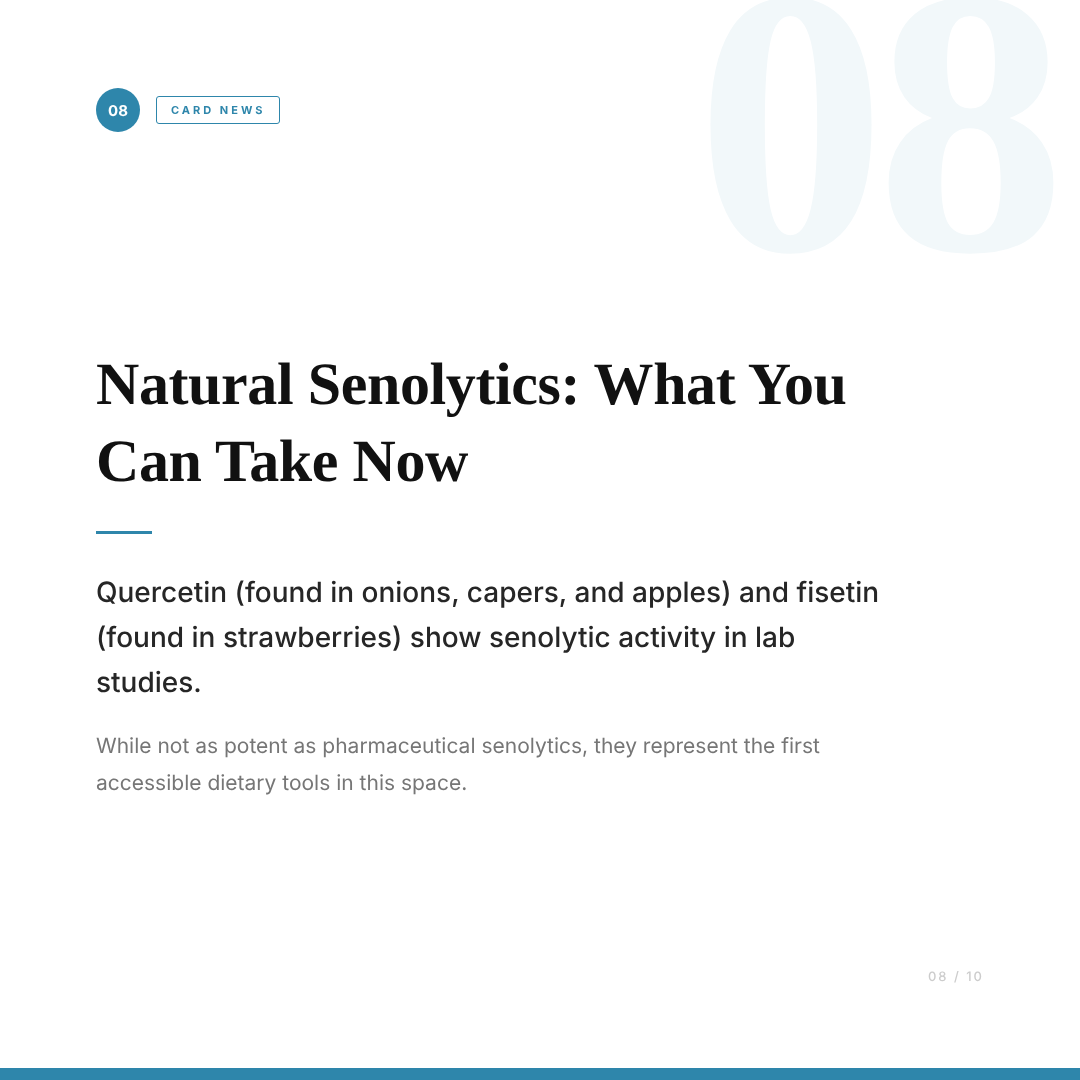 08
08
CARD NEWS
Natural Senolytics: What You
Can Take Now
Quercetin (found in onions, capers, and apples) and fisetin
(found in strawberries) show senolytic activity in lab
studies.
While not as potent as pharmaceutical senolytics, they represent the first
accessible dietary tools in this space.
08 / 10